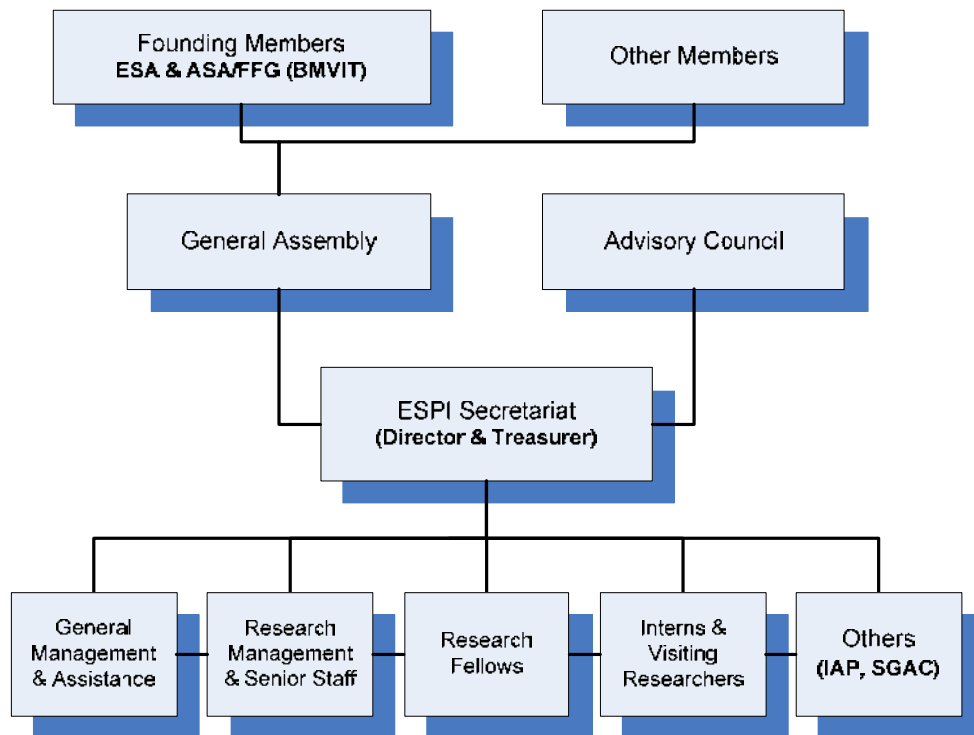 Founding Members
ESA & ASA/FFG (BMVIT)
Other Members
General Assembly
Advisory Council
ESPI Secretariat
(Director & Treasurer)
General
Management
& Assistance
Research
Management
& Senior Staff
Research
Fellows
Interns &
Visiting
Researchers
Others
(IAP, SGAC)